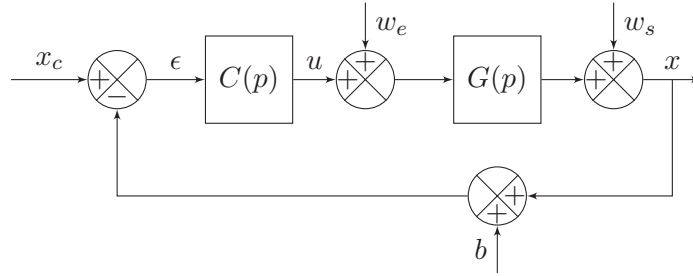 w_e
w_s
x_c
ϵ
C(p)
u
G(p)
x
+
−
+
+
+
+
+
+
b